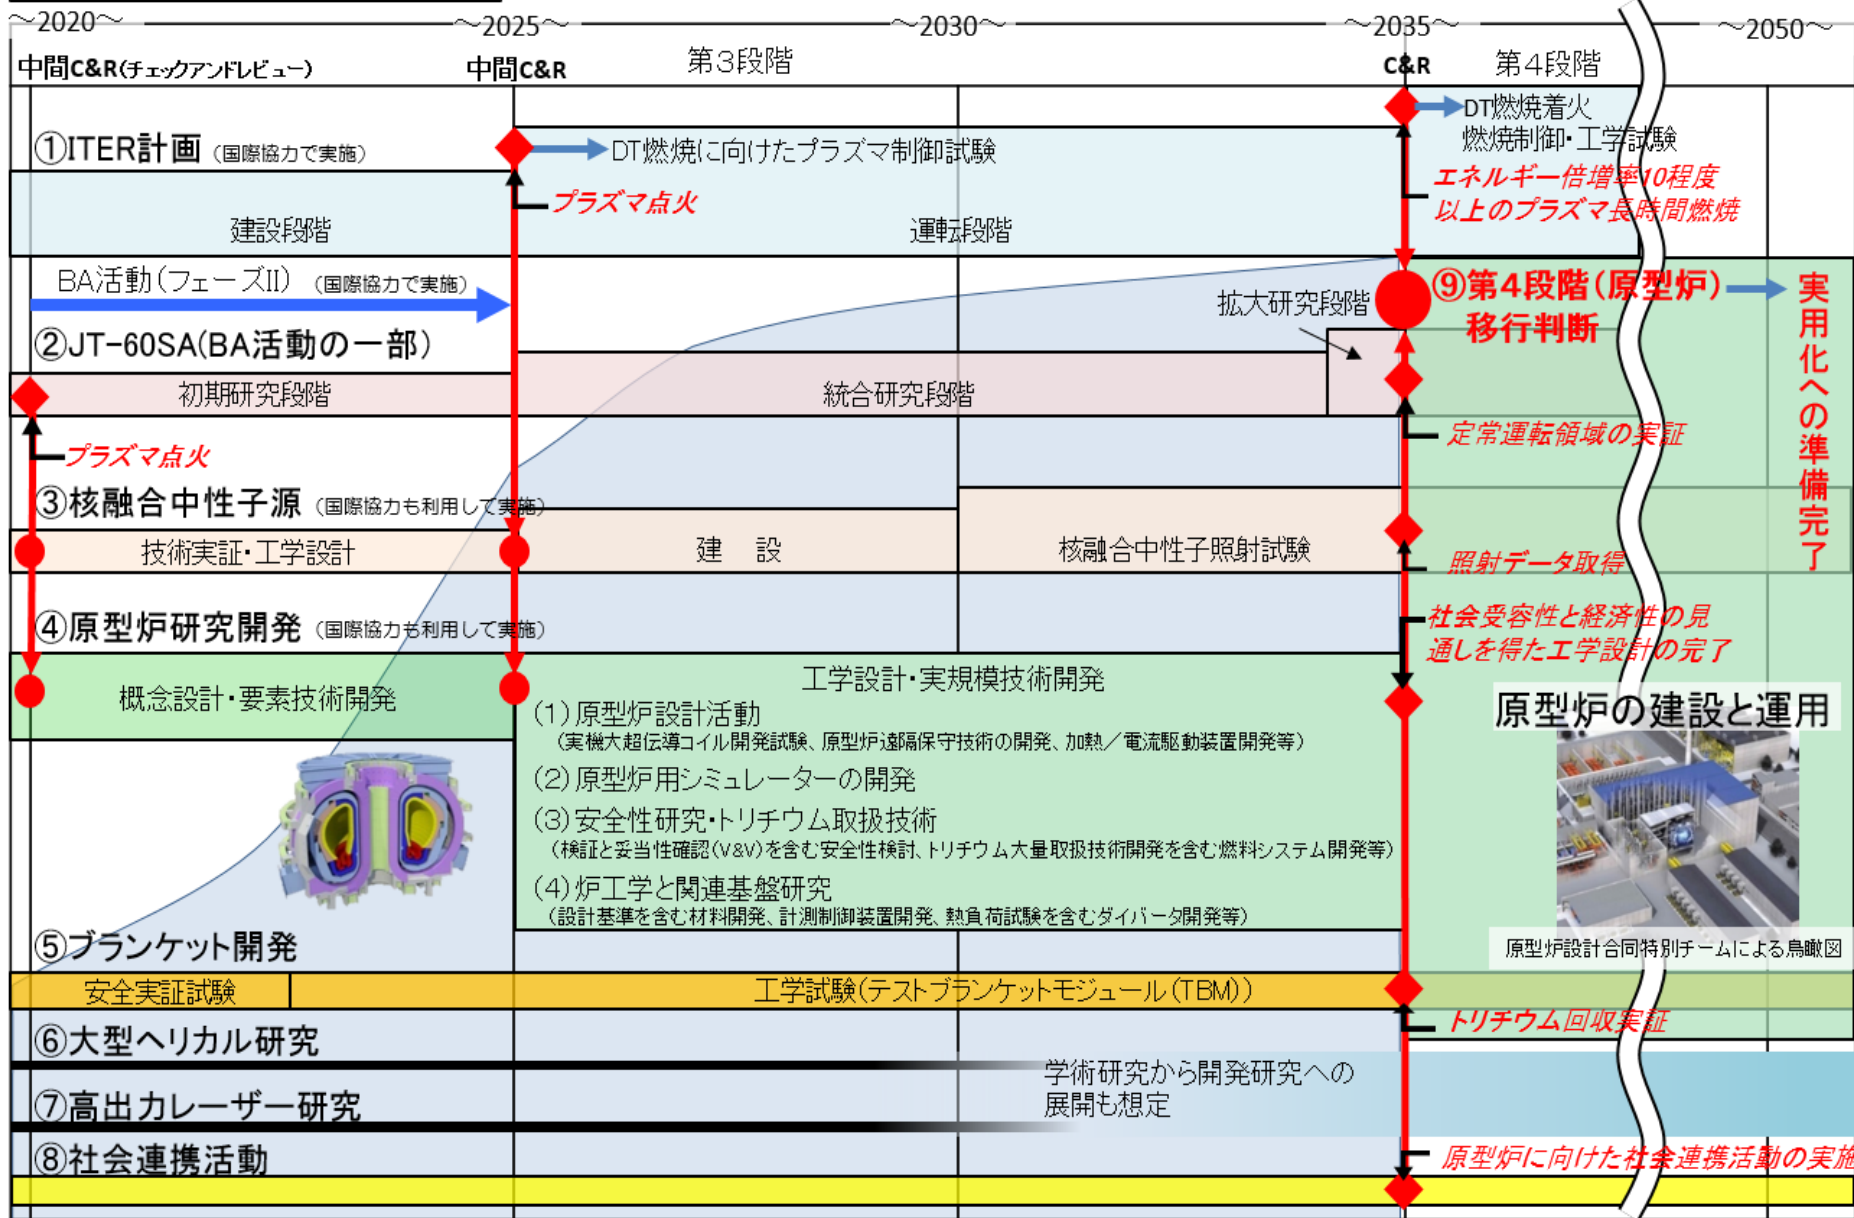 ～2020～ ～2025～ ～2030～ ～2035～ ～2050～
中間C&R(チェックアンドレビュー) 中間C&R 第3段階 C&R 第4段階
DT燃焼着火
燃焼制御・工学試験
①ITER計画 (国際協力で実施)
DT燃焼に向けたプラズマ制御試験
エネルギー倍増率10程度
以上のプラズマ長時間燃焼
プラズマ点火
建設段階 運転段階
BA活動(フェーズII) (国際協力で実施)
拡大研究段階
⑨第4段階(原型炉)
移行判断
実用化への準備完了
②JT-60SA(BA活動の一部)
初期研究段階 統合研究段階
定常運転領域の実証
プラズマ点火
③核融合中性子源 (国際協力も利用して実施)
技術実証・工学設計 建 設 核融合中性子照射試験
照射データ取得
④原型炉研究開発 (国際協力も利用して実施)
社会受容性と経済性の見
通しを得た工学設計の完了
概念設計・要素技術開発
工学設計・実規模技術開発
(1)原型炉設計活動
(実機大超伝導コイル開発試験、原型炉遠隔保守技術の開発、加熱／電流駆動装置開発等)
(2)原型炉用シミュレーターの開発
(3)安全性研究・トリチウム取扱技術
(検証と妥当性確認(V&V)を含む安全性検討、トリチウム大量取扱技術開発を含む燃料システム開発等)
(4)炉工学と関連基盤研究
(設計基準を含む材料開発、計測制御装置開発、熱負荷試験を含むダイバータ開発等)
原型炉の建設と運用
原型炉設計合同特別チームによる鳥瞰図
⑤ブランケット開発
安全実証試験 工学試験(テストブランケットモジュール(TBM))
トリチウム回収実証
⑥大型ヘリカル研究
学術研究から開発研究への
展開も想定
⑦高出力レーザー研究
⑧社会連携活動
原型炉に向けた社会連携活動の実施